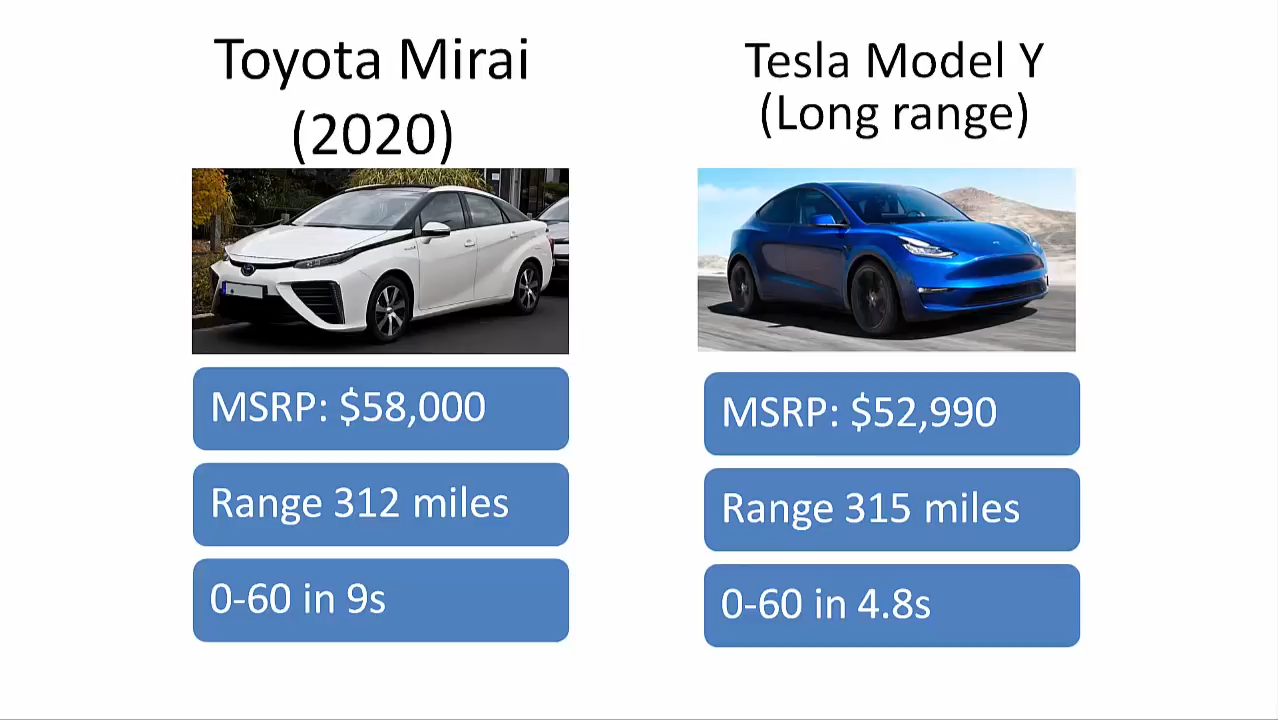 Toyota Mirai
(2020)
MSRP: $58,000
Range 312 miles
0-60 in 9s
Tesla Model Y
(Long range)
MSRP: $52,990
Range 315 miles
0-60 in 4.8s